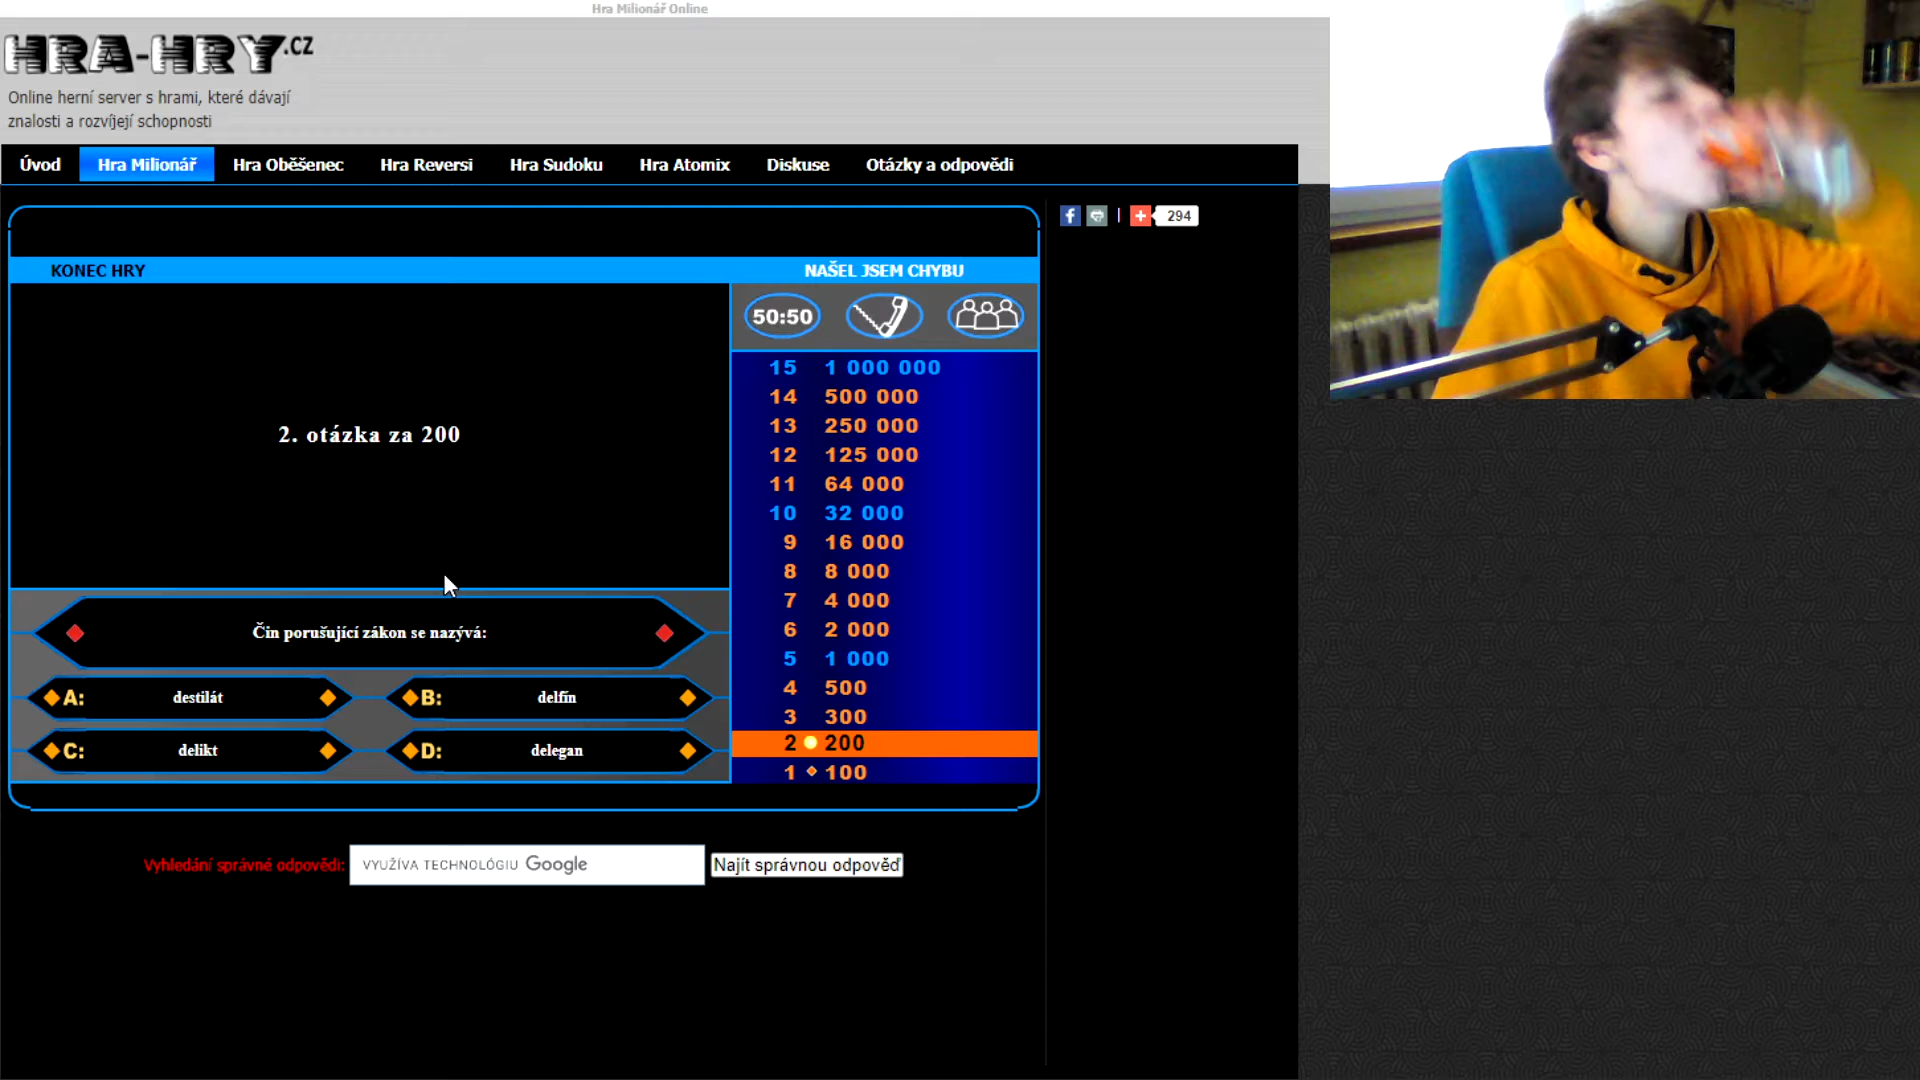 Hra Milionář Online
HRA-HRY.CZ
Online herní server s hrami, které dávají
znalosti a rozvíjejí schopnosti
Úvod Hra Milionář Hra Oběšenec Hra Reversi Hra Sudoku Hra Atomix Diskuse Otázky a odpovědi
f | + 294
KONEC HRY NAŠEL JSEM CHYBU
50:50
2. otázka za 200
15 1 000 000
14 500 000
13 250 000
12 125 000
11 64 000
10 32 000
9 16 000
8 8 000
7 4 000
6 2 000
5 1 000
4 500
3 300
2 200
1 100
Čin porušující zákon se nazývá:
A: destilát
B: delfín
C: delikt
D: delegan
Vyhledání správné odpovědi: VYUŽÍVA TECHNOLÓGIU Google Najít správnou odpověď